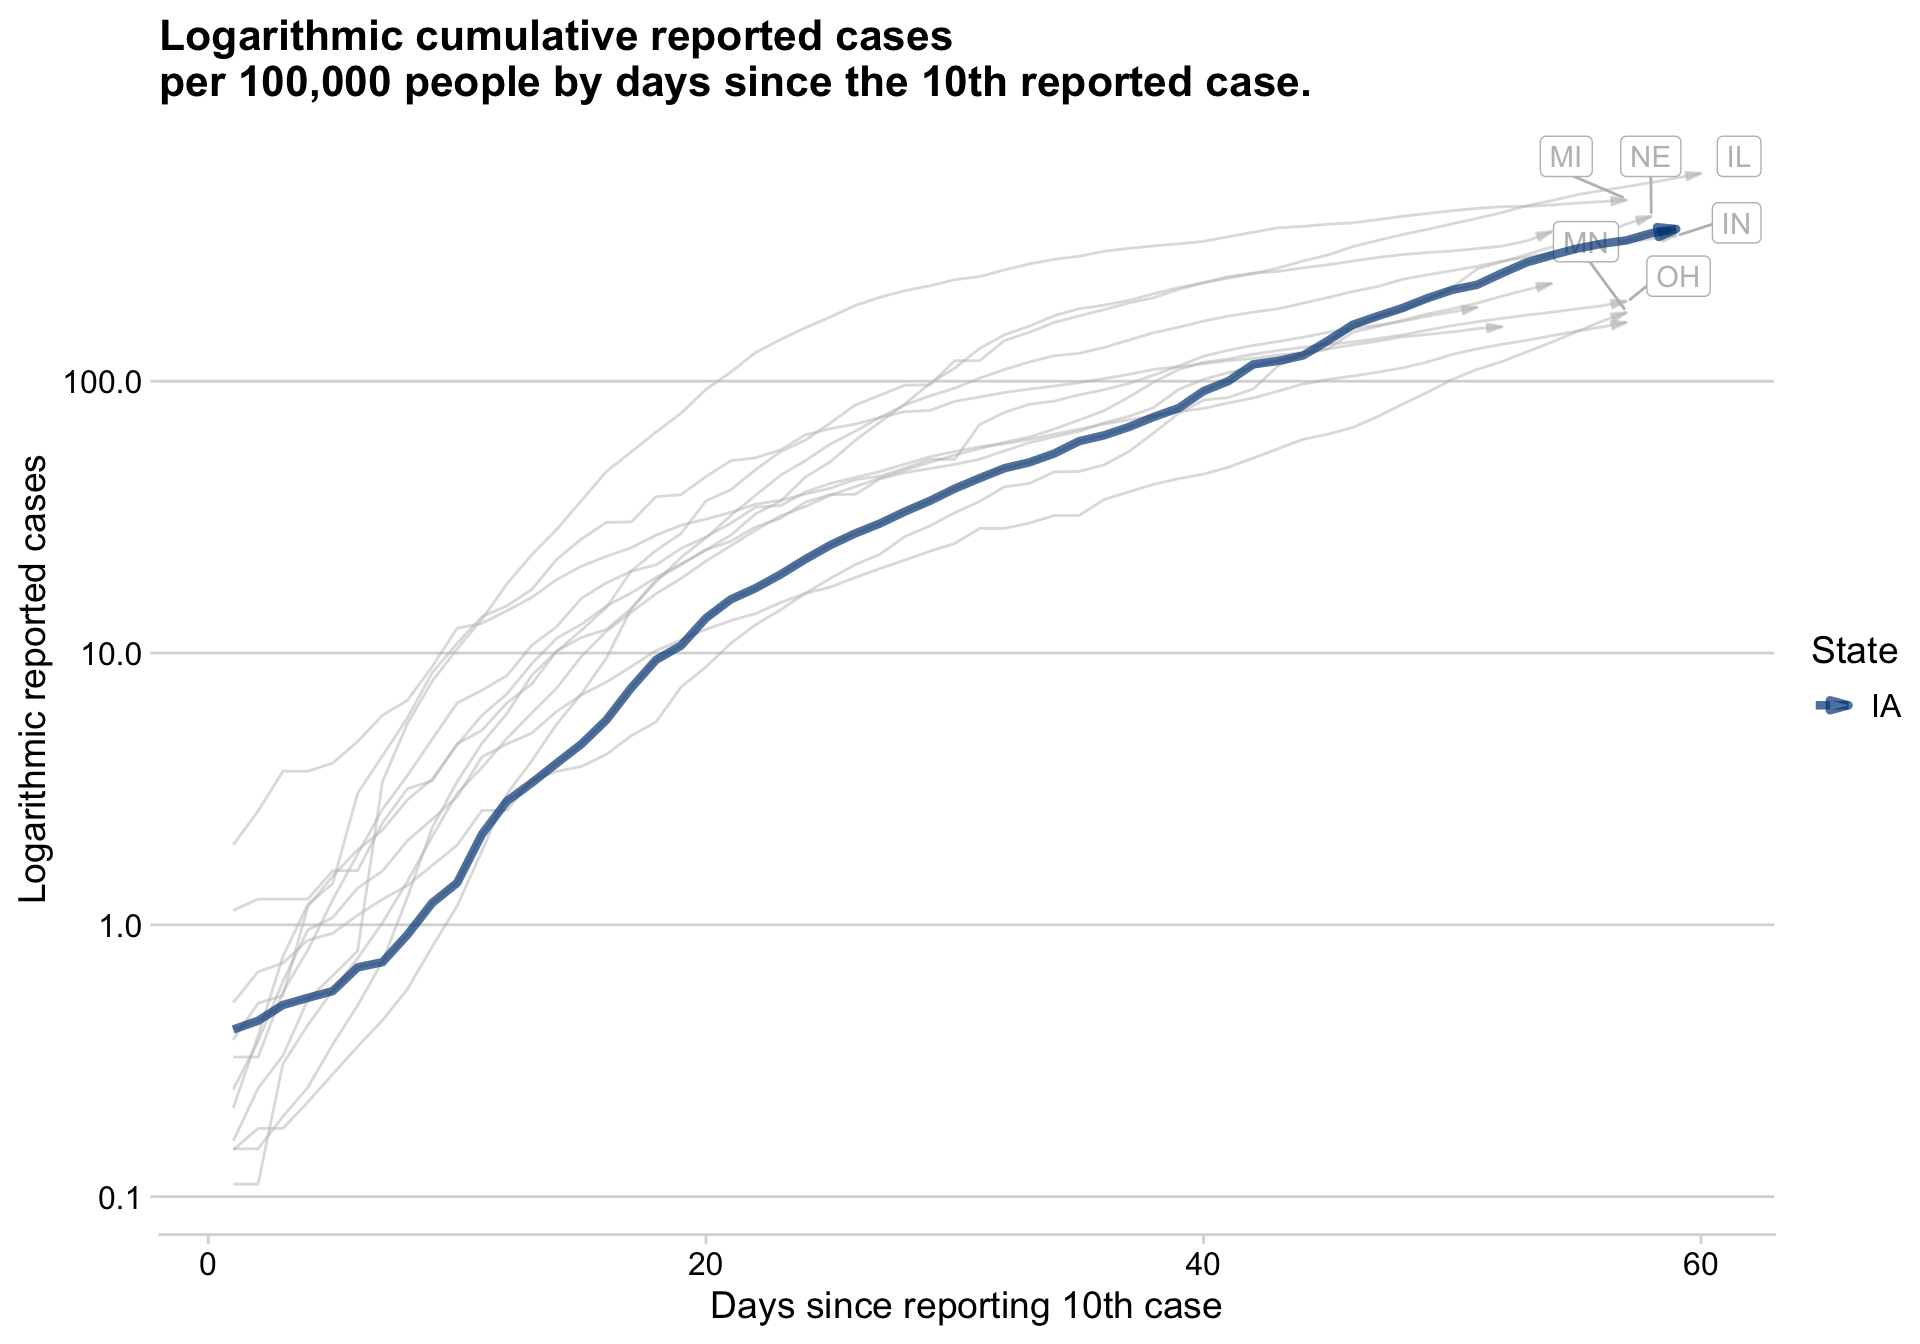 Logarithmic cumulative reported cases
per 100,000 people by days since the 10th reported case.
MI
NE
IL
IN
MN
OH
Logarithmic reported cases
100.0
10.0
1.0
0.1
State
IA
0
20
40
60
Days since reporting 10th case